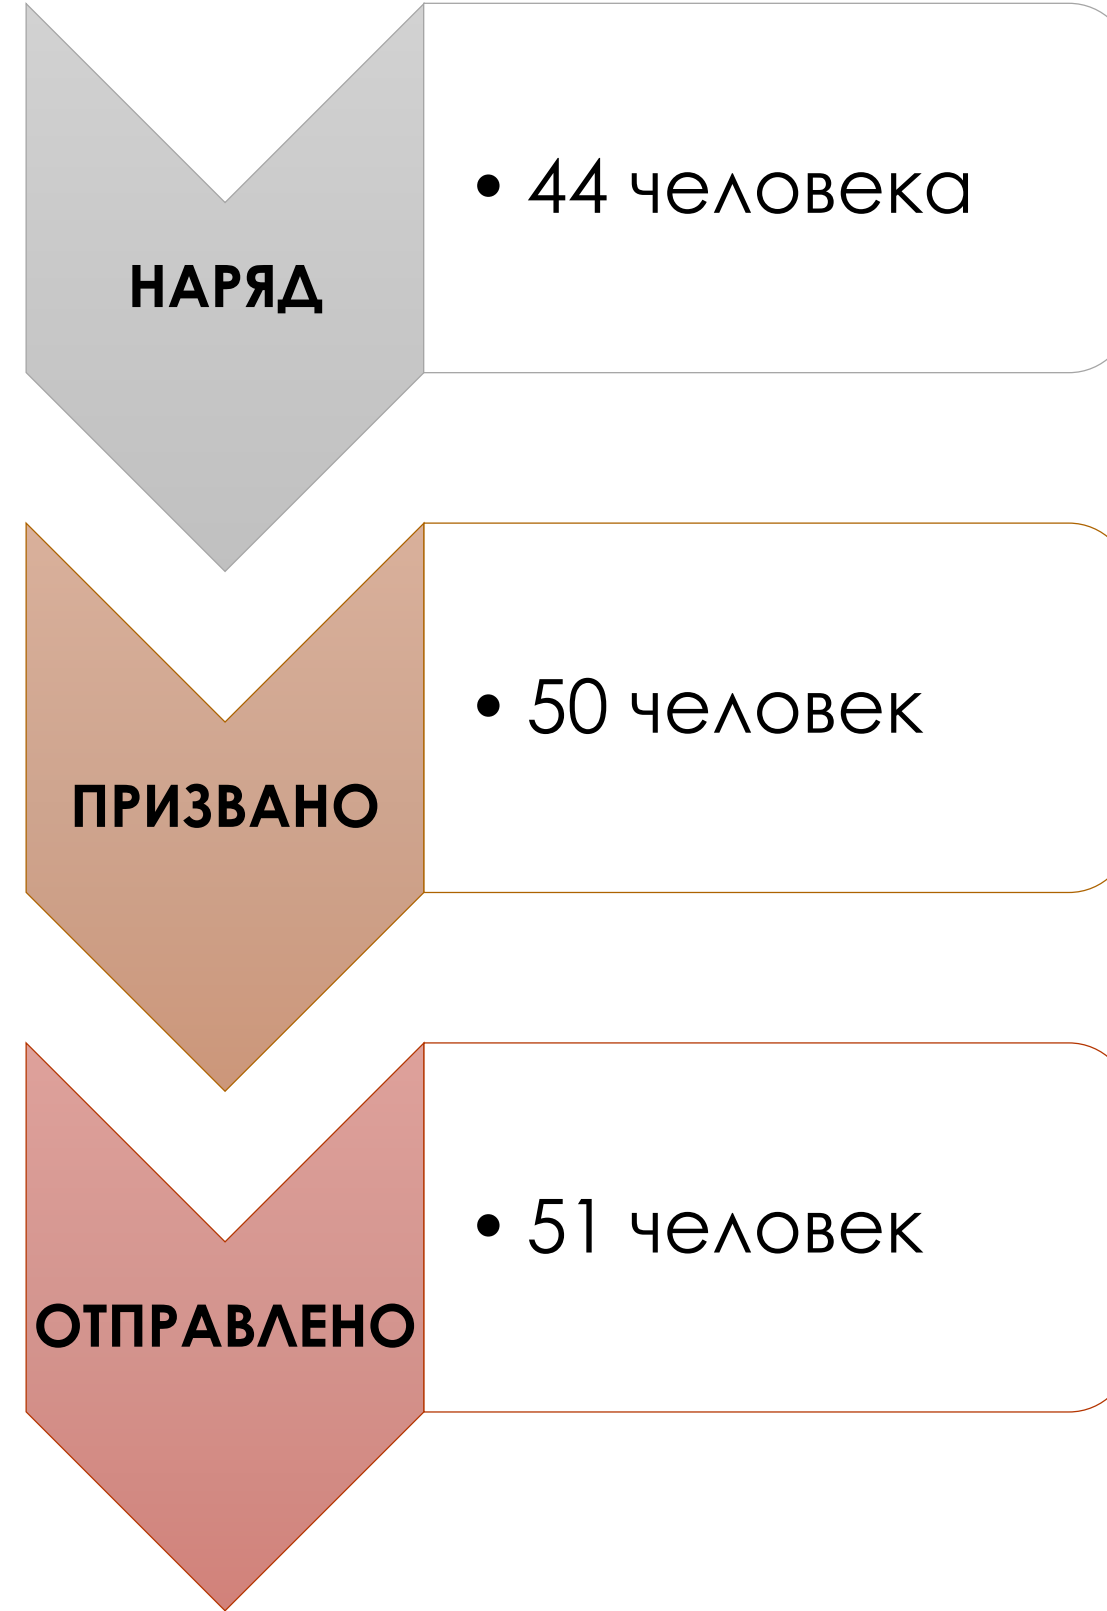 НАРЯД
• 44 человека
ПРИЗВАНО
• 50 человек
ОТПРАВЛЕНО
• 51 человек